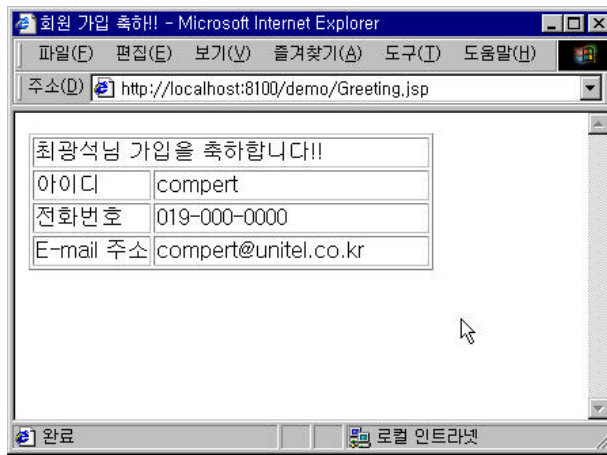 회원 가입 축하!! - Microsoft Internet Explorer
파일(F) 편집(E) 보기(V) 즐겨찾기(A) 도구(T) 도움말(H)
주소(D) http://localhost:8100/demo/Greeting.jsp
최광석님 가입을 축하합니다!!
아이디 compert
전화번호 019-000-0000
E-mail 주소 compert@unitel.co.kr
완료 로컬 인트라넷